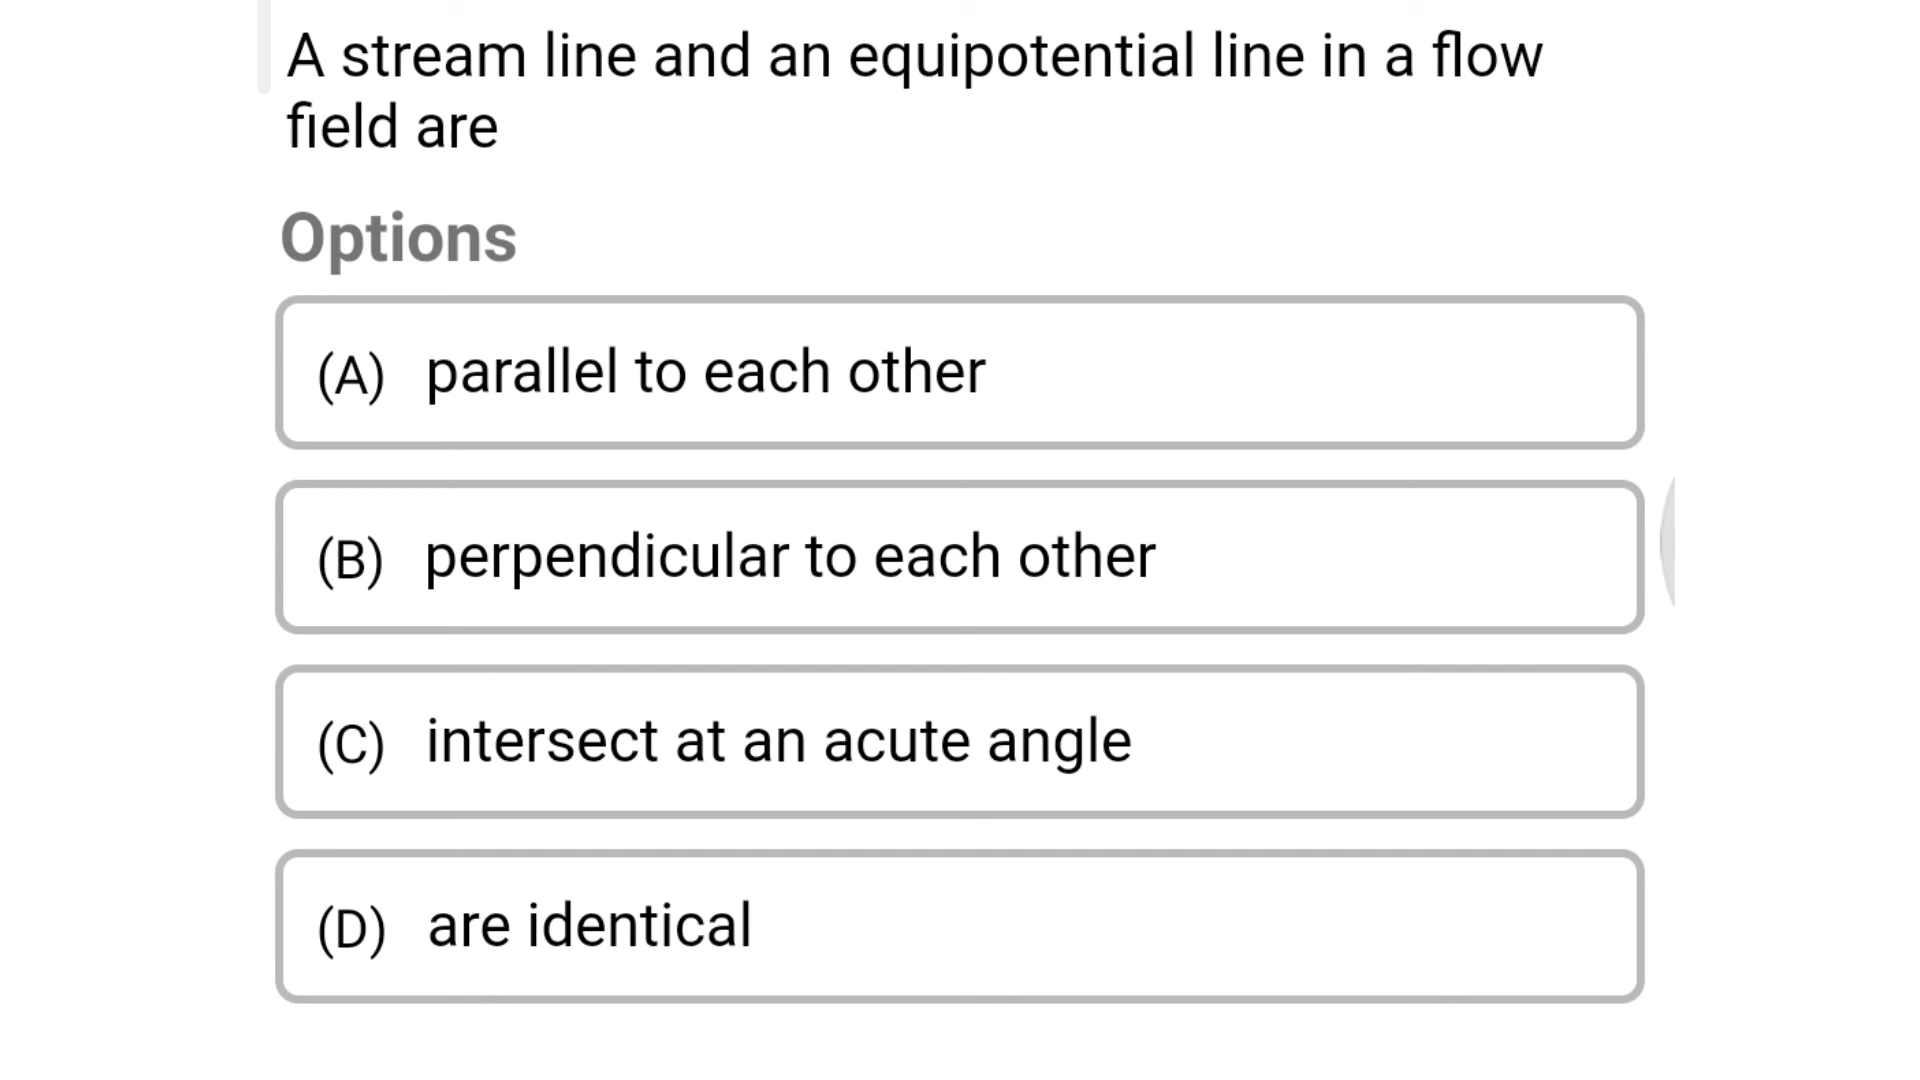 A stream line and an equipotential line in a flow
field are
Options
(A) parallel to each other
(B) perpendicular to each other
(C) intersect at an acute angle
(D) are identical